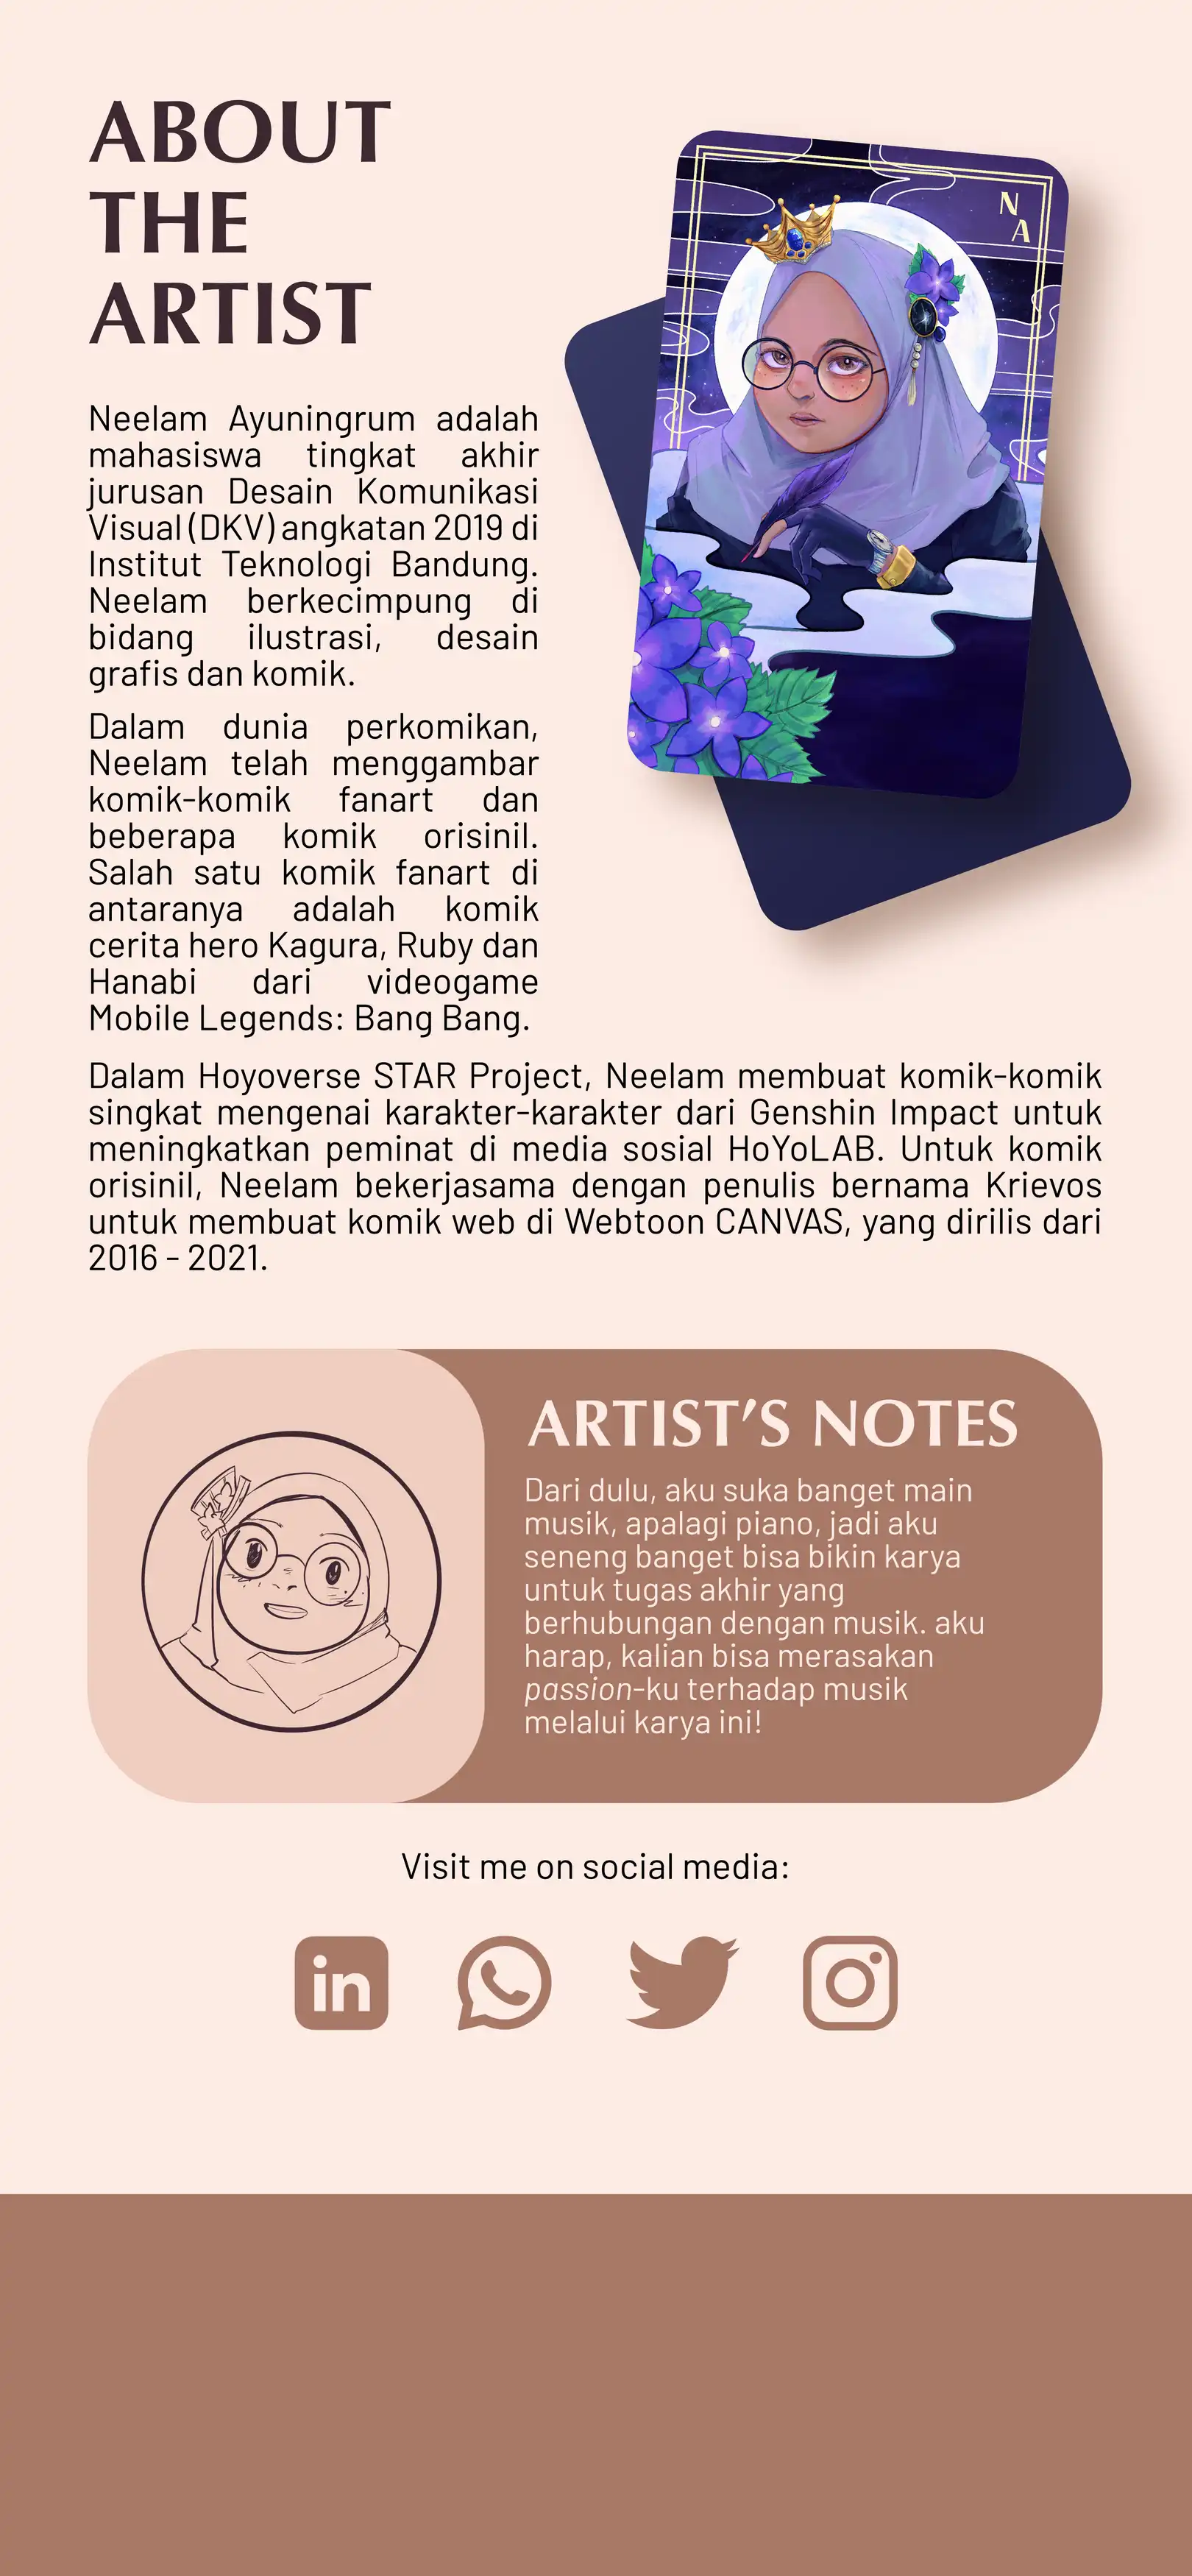 ABOUT
THE
ARTIST
N
A
Neelam Ayuningrum adalah
mahasiswa tingkat akhir
jurusan Desain Komunikasi
Visual (DKV) angkatan 2019 di
Institut Teknologi Bandung.
Neelam berkecimpung di
bidang ilustrasi, desain
grafis dan komik.
Dalam dunia perkomikan,
Neelam telah menggambar
komik-komik fanart dan
beberapa komik orisinil.
Salah satu komik fanart di
antaranya adalah komik
cerita hero Kagura, Ruby dan
Hanabi dari videogame
Mobile Legends: Bang Bang.
Dalam Hoyoverse STAR Project, Neelam membuat komik-komik
singkat mengenai karakter-karakter dari Genshin Impact untuk
meningkatkan peminat di media sosial HoYoLAB. Untuk komik
orisinil, Neelam bekerjasama dengan penulis bernama Krievos
untuk membuat komik web di Webtoon CANVAS, yang dirilis dari
2016 - 2021.
ARTIST'S NOTES
Dari dulu, aku suka banget main
musik, apalagi piano, jadi aku
seneng banget bisa bikin karya
untuk tugas akhir yang
berhubungan dengan musik. aku
harap, kalian bisa merasakan
passion-ku terhadap musik
melalui karya ini!
Visit me on social media:
in